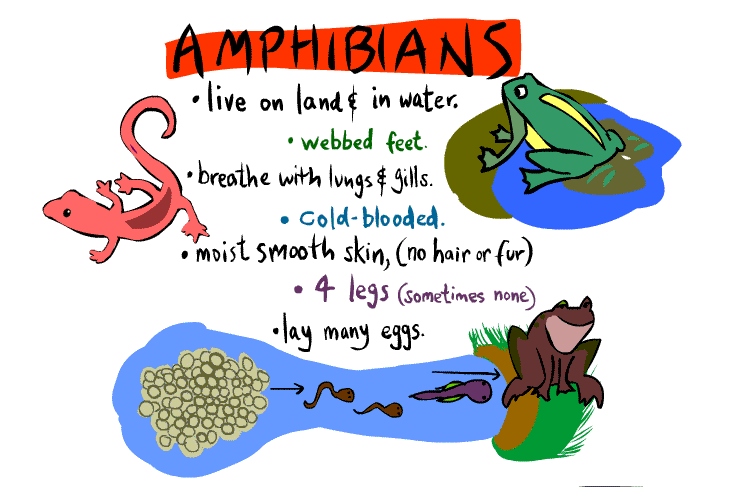 AMPHIBIANS
• live on land & in water.
• webbed feet.
• breathe with lungs & gills.
• cold-blooded.
• moist smooth skin, (no hair or fur)
• 4 legs (sometimes none)
• lay many eggs.